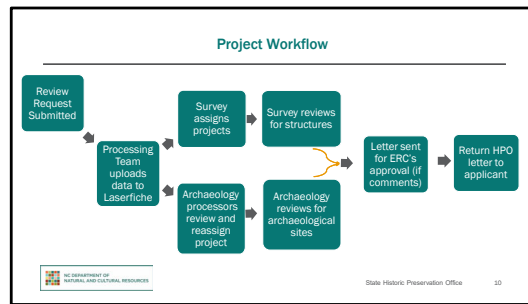 Project Workflow
Review
Request
Submitted
Processing
Team
uploads
data to
Laserfiche
Survey
assigns
projects
Survey reviews
for structures
Archaeology
processors
review and
reassign
project
Archaeology
reviews for
archaeological
sites
Letter sent
for ERC's
approval (if
comments)
Return HPO
letter to
applicant
NC DEPARTMENT OF
NATURAL AND CULTURAL RESOURCES
State Historic Preservation Office
10